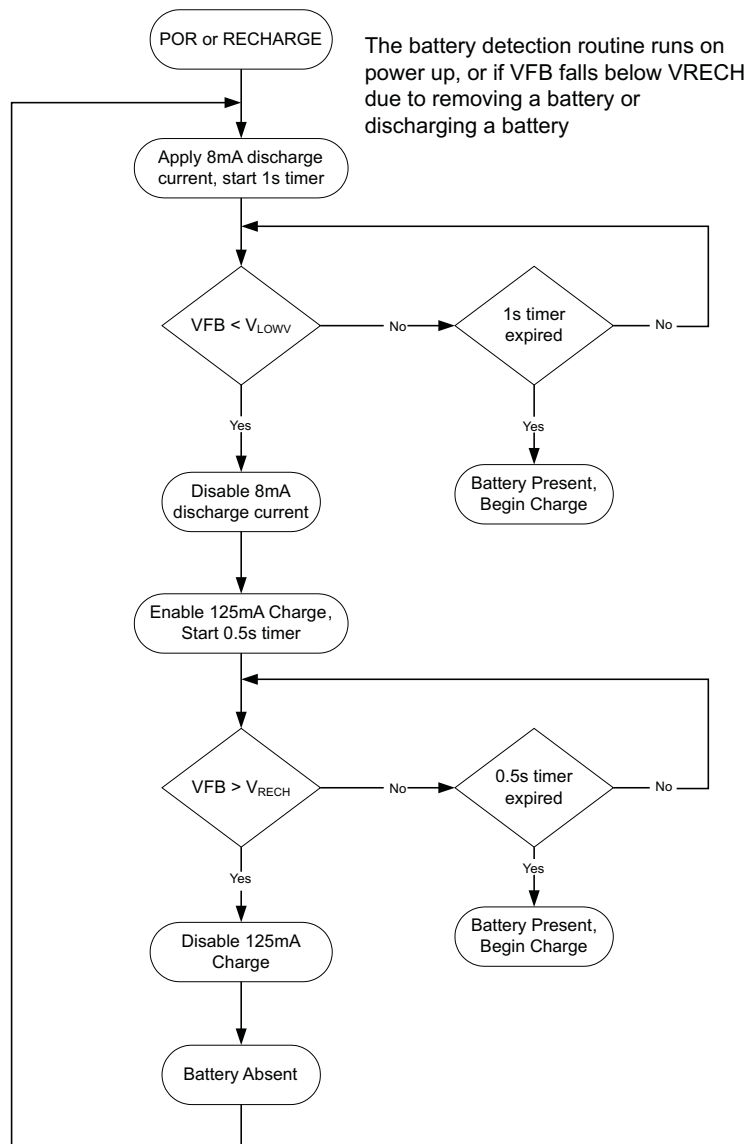 POR or RECHARGE
The battery detection routine runs on
power up, or if VFB falls below VRECH
due to removing a battery or
discharging a battery
Apply 8mA discharge
current, start 1s timer
VFB < VLOWV
No
1s timer
expired
No
Yes
Yes
Disable 8mA
discharge current
Battery Present,
Begin Charge
Enable 125mA Charge,
Start 0.5s timer
VFB > VRECH
No
0.5s timer
expired
No
Yes
Yes
Disable 125mA
Charge
Battery Present,
Begin Charge
Battery Absent